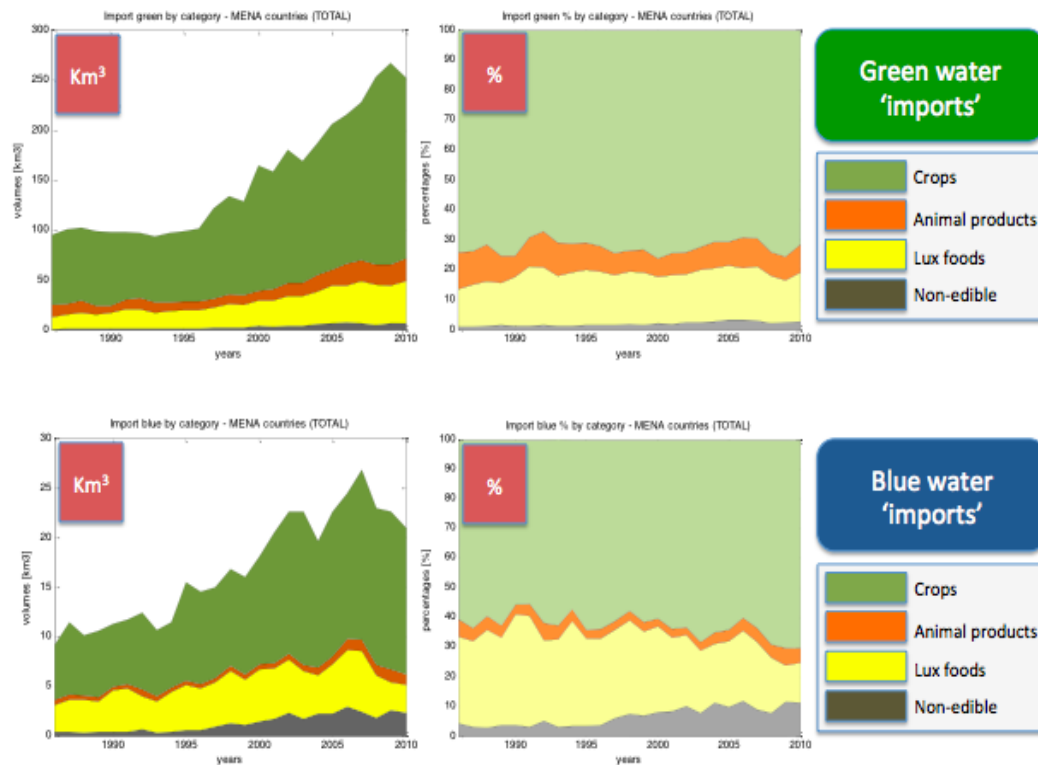 Import green by category - MENA countries (TOTAL)
Import green % by category - MENA countries (TOTAL)
300
250
200
150
100
50
0
volumes [km3]
Km³
1990
1995
2000
2005
2010
years
100
90
80
70
60
50
40
30
20
10
0
percentages [%]
%
1990
1995
2000
2005
2010
years
Green water
‘imports’
Crops
Animal products
Lux foods
Non-edible
Import blue by category - MENA countries (TOTAL)
Import blue % by category - MENA countries (TOTAL)
30
25
20
15
10
5
0
volumes [km3]
Km³
1990
1995
2000
2005
2010
years
100
90
80
70
60
50
40
30
20
10
0
percentages [%]
%
1990
1995
2000
2005
2010
years
Blue water
‘imports’
Crops
Animal products
Lux foods
Non-edible